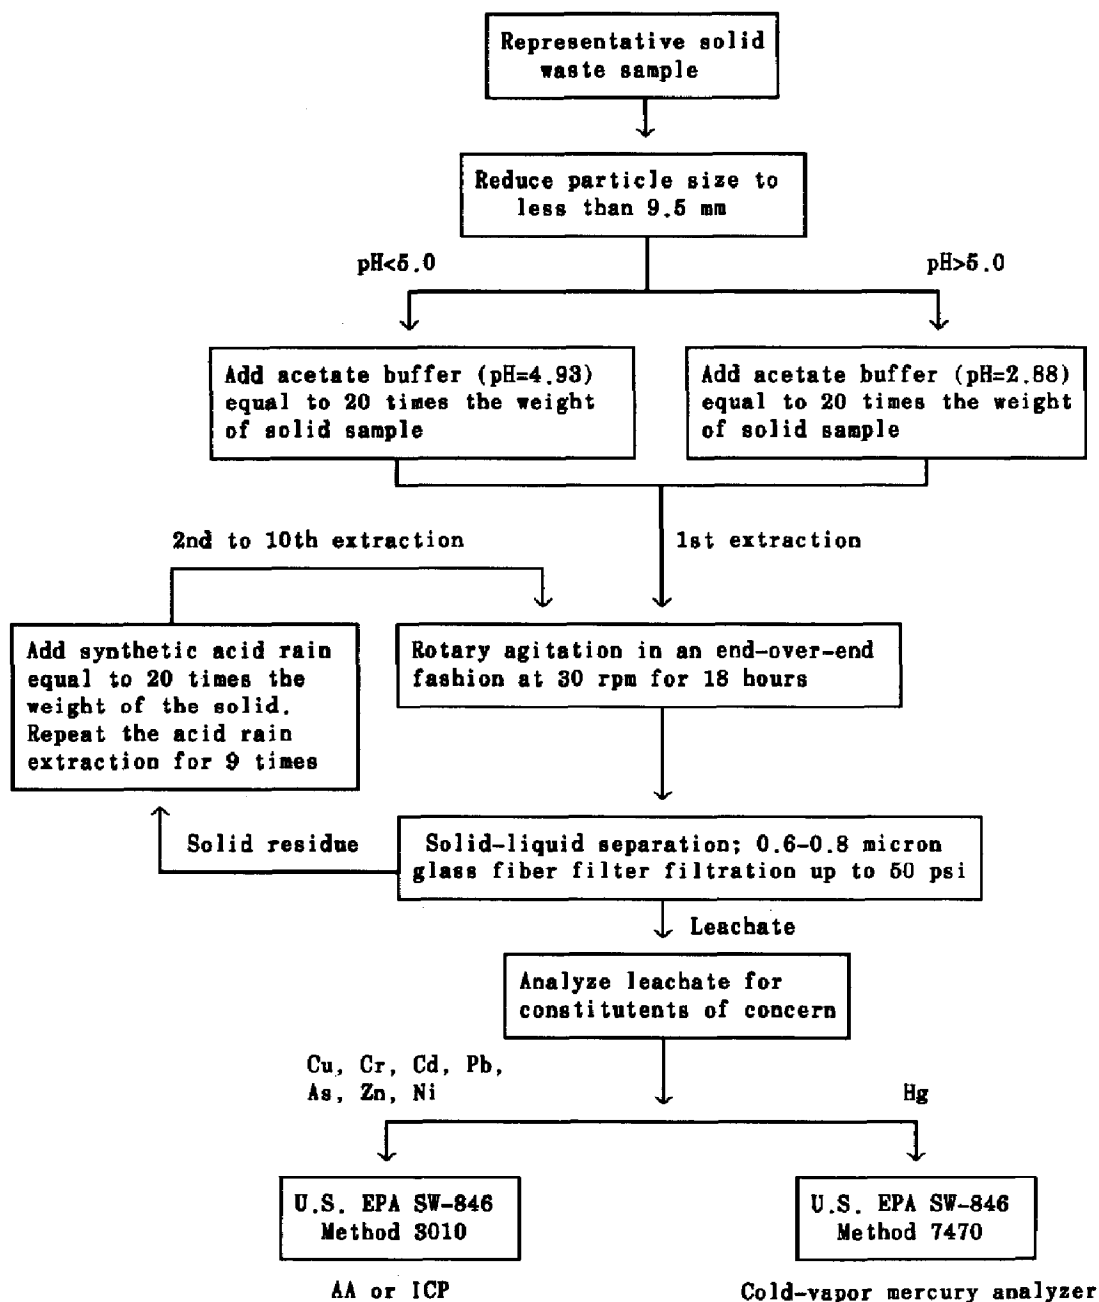 Representative solid
waste sample
Reduce particle size to
less than 9.5 mm
pH<5.0
pH>5.0
Add acetate buffer (pH=4.93)
equal to 20 times the weight
of solid sample
Add acetate buffer (pH=2.88)
equal to 20 times the weight
of solid sample
2nd to 10th extraction
1st extraction
Add synthetic acid rain
equal to 20 times the
weight of the solid.
Repeat the acid rain
extraction for 9 times
Rotary agitation in an end-over-end
fashion at 30 rpm for 18 hours
Solid residue
Solid-liquid separation; 0.6-0.8 micron
glass fiber filter filtration up to 50 psi
Leachate
Analyze leachate for
constitutents of concern
Cu, Cr, Cd, Pb,
As, Zn, Ni
Hg
U.S. EPA SW-846
Method 3010
U.S. EPA SW-846
Method 7470
AA or ICP
Cold-vapor mercury analyzer